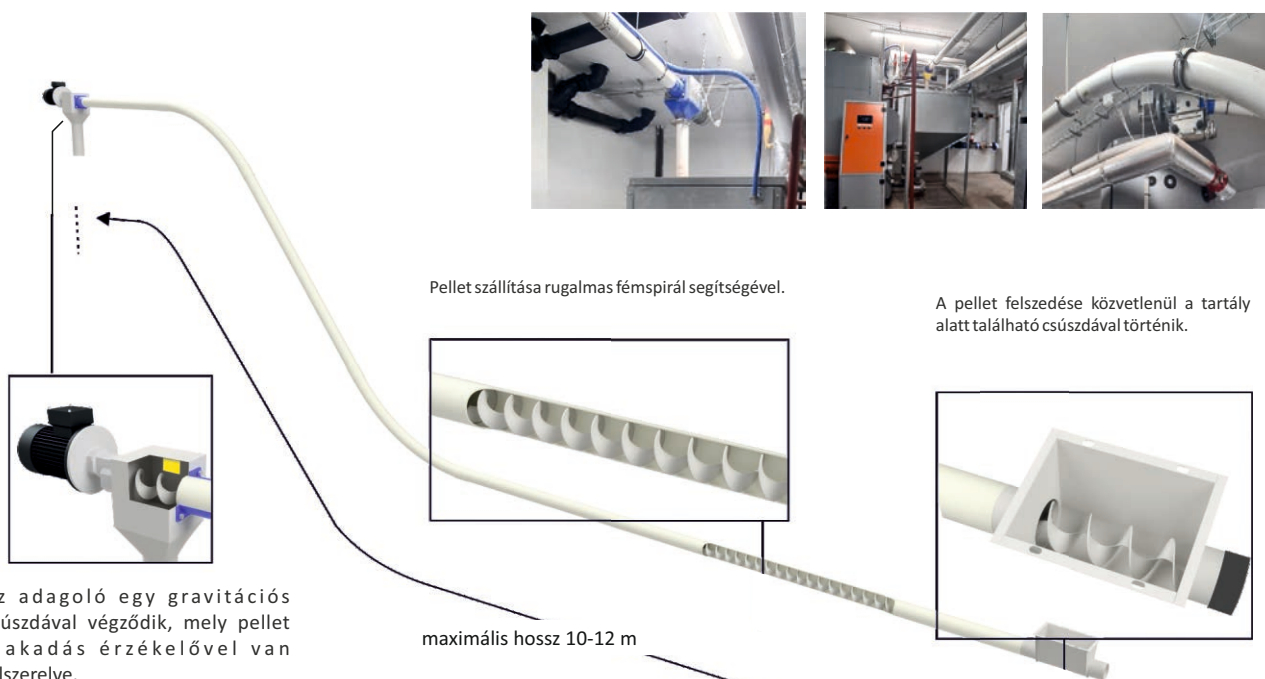 Pellet szállítása rugalmas fémspirál segítségével.
A pellet felszedése közvetlenül a tartály
alatt található csúszdával történik.
z adagoló egy gravitációs
úszdával végződik, mely pellet
akadás érzékelővel van
lszerelve.
maximális hossz 10-12 m